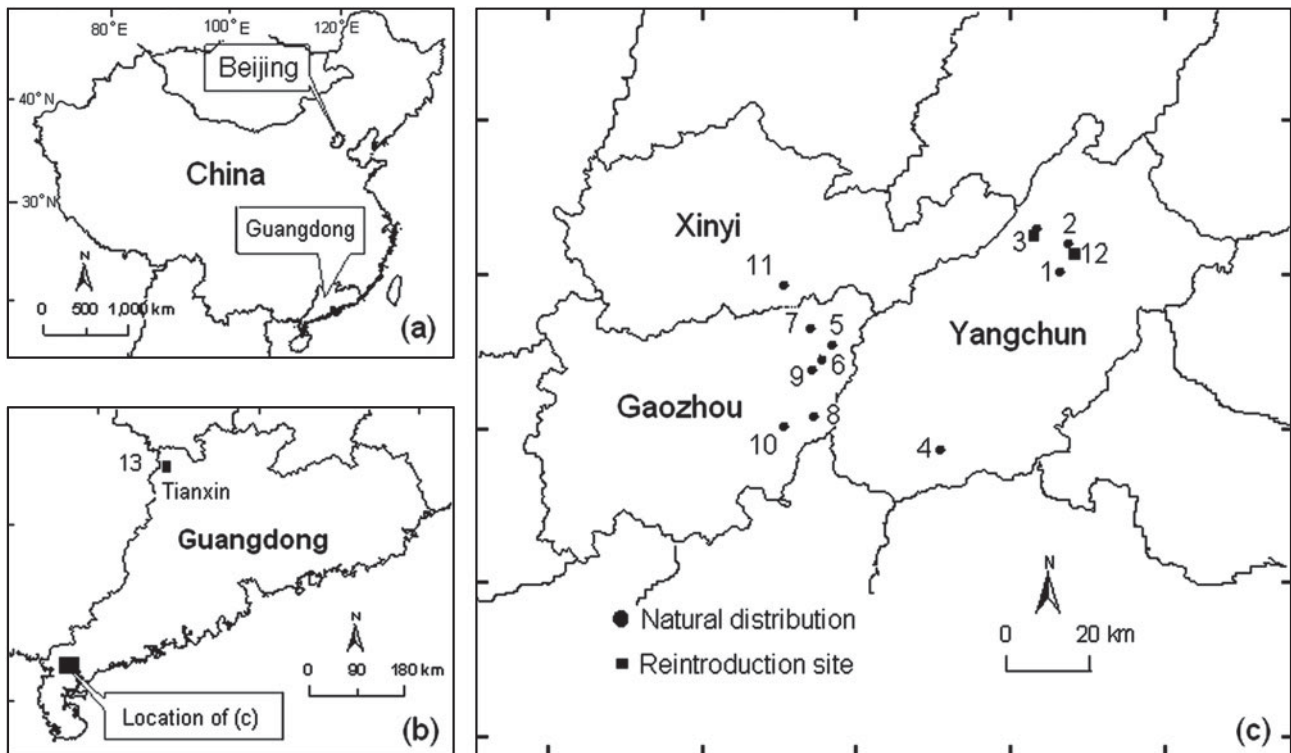 80°E 100°E 120°E
Beijing
40°N
China
30°N
Guangdong
N
0 500 1,000 km
(a)
13
Tianxin
Guangdong
N
0 90 180 km
Location of (c)
(b)
Xinyi
3 2
12
11 1
7 5
Yangchun
6
9
Gaozhou
8
10
4
N
Natural distribution
0 20 km
Reintroduction site
(c)